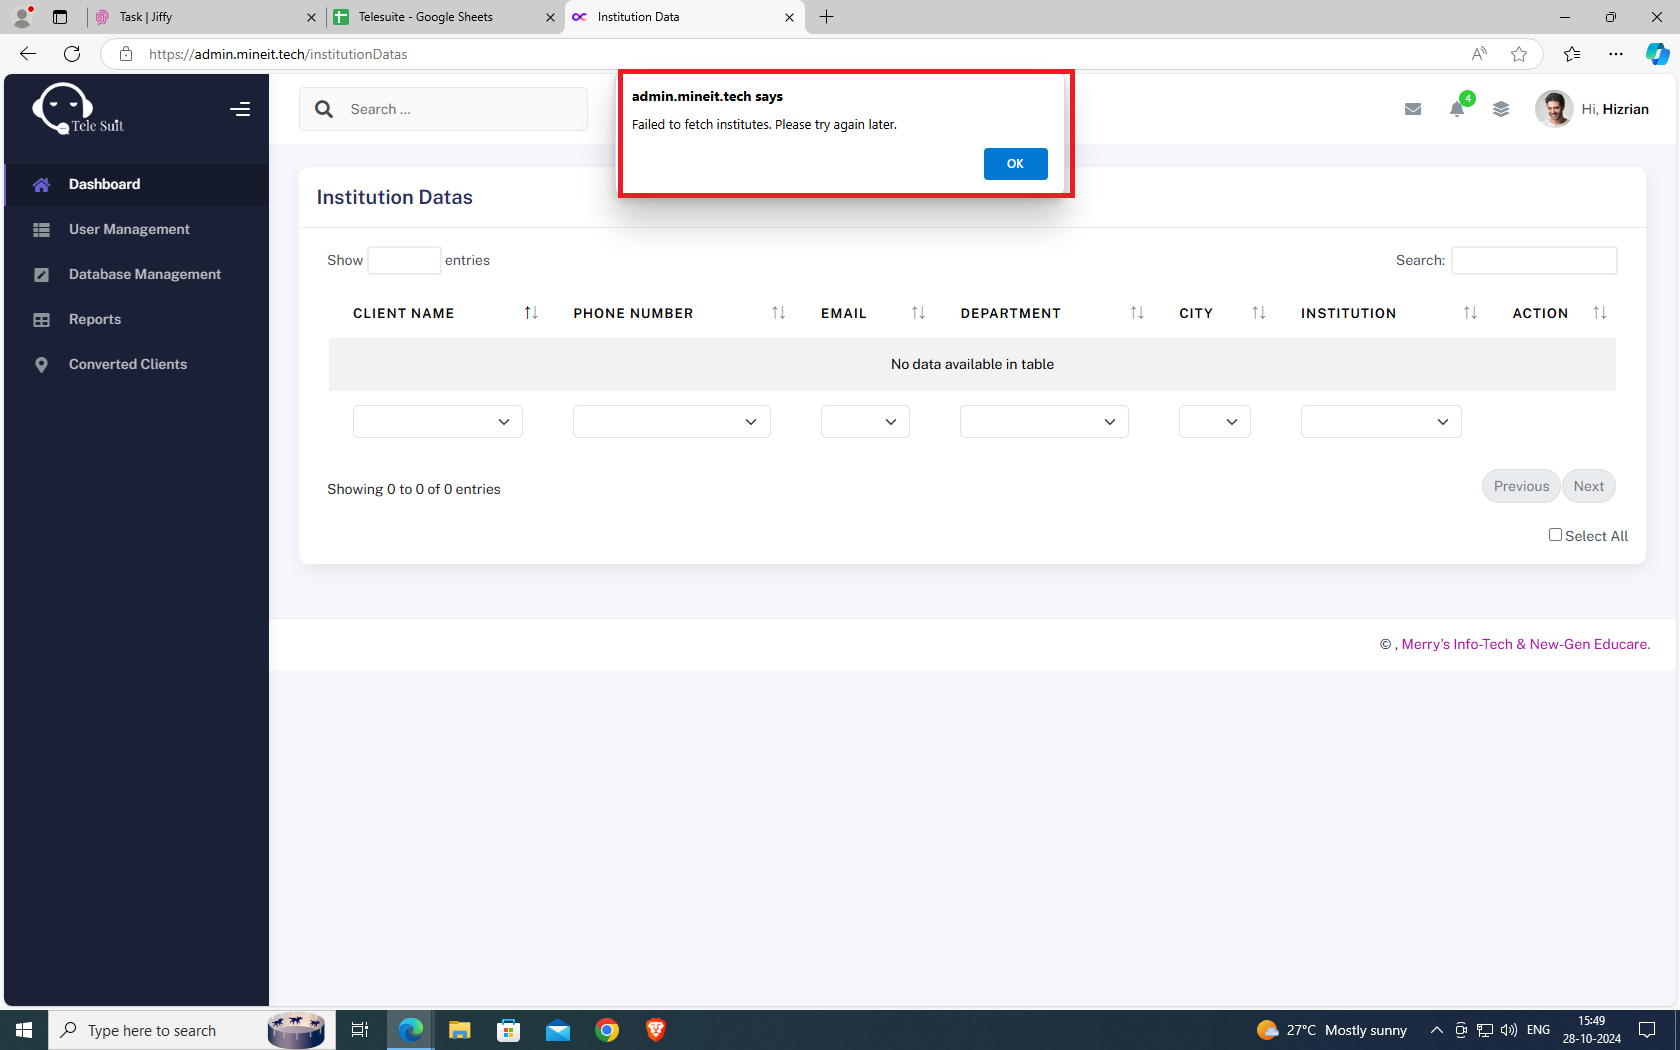 Task | Jiffy
Telesuite - Google Sheets
Institution Data
https://admin.mineit.tech/institutionDatas
Tele Suit
Search ...
admin.mineit.tech says
Failed to fetch institutes. Please try again later.
OK
4
Hi, Hizrian
Dashboard
User Management
Database Management
Reports
Converted Clients
Institution Datas
Show entries
Search:
CLIENT NAME PHONE NUMBER EMAIL DEPARTMENT CITY INSTITUTION ACTION
No data available in table
Showing 0 to 0 of 0 entries
Previous Next
Select All
© , Merry's Info-Tech & New-Gen Educare.
Type here to search
27°C Mostly sunny
ENG
15:49
28-10-2024